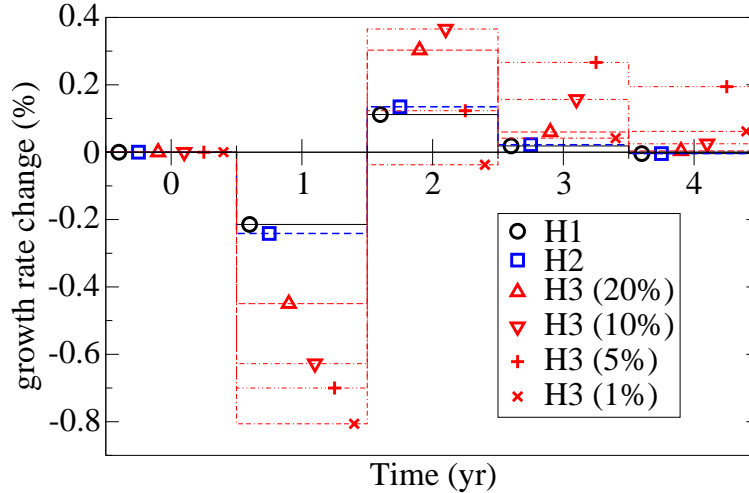 0.4
0.2
0
-0.2
-0.4
-0.6
-0.8
growth rate change (%)
0 1 2 3 4
H1
H2
H3 (20%)
H3 (10%)
H3 (5%)
H3 (1%)
Time (yr)